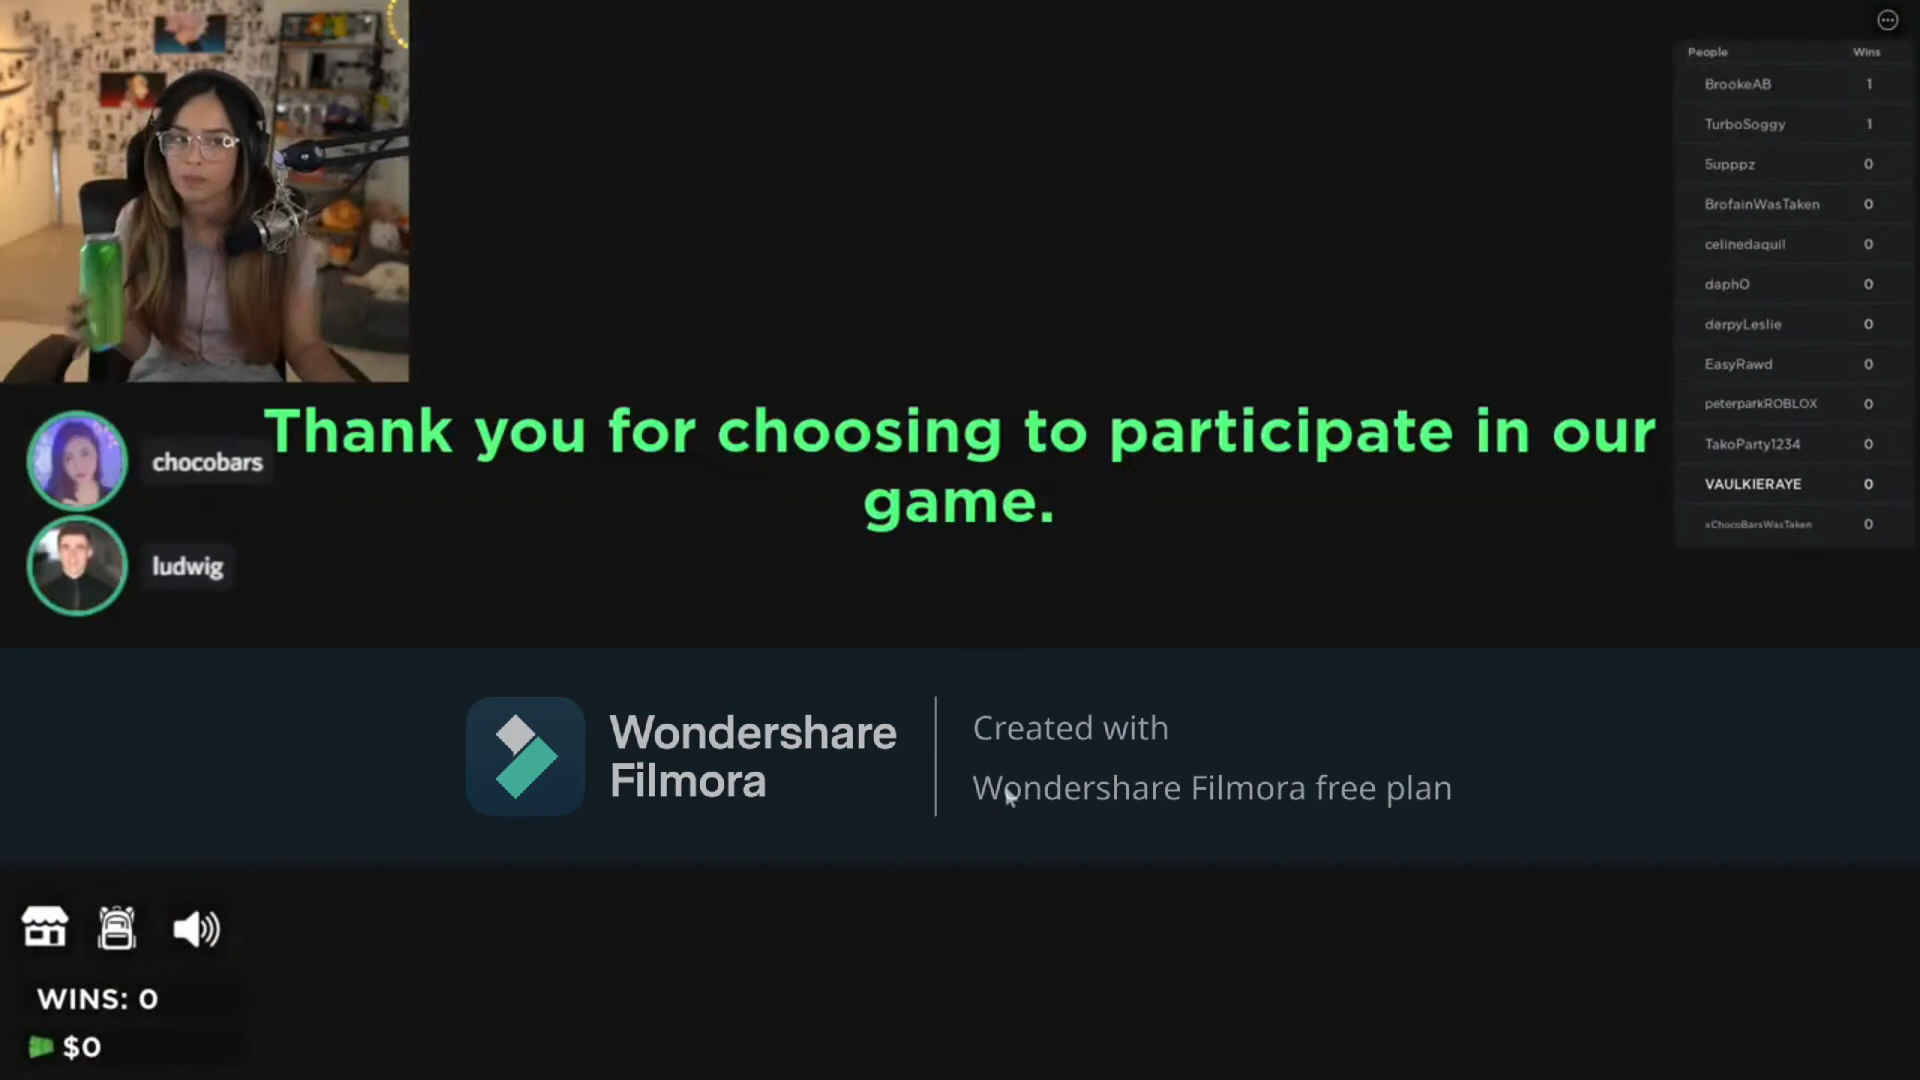 People Wins
BrookeAB 1
TurboSoggy 1
5upppz 0
BrofainWasTaken 0
celinedaquil 0
daphO 0
derpyLeslie 0
EasyRawd 0
peterparkROBLOX 0
TakoParty1234 0
VAULKIERAYE 0
xChocoBarsWasTaken 0
Thank you for choosing to participate in our
game.
chocobars
ludwig
Wondershare
Filmora
Created with
Wondershare Filmora free plan
WINS: 0
$0